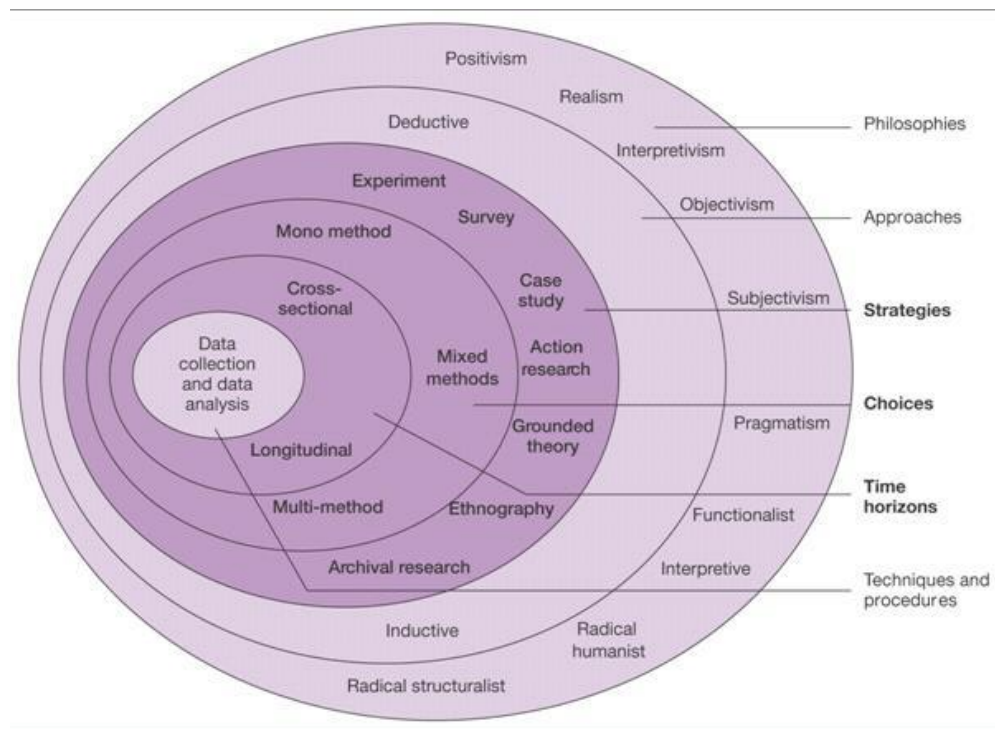 Positivism
Realism
Philosophies
Deductive
Interpretivism
Experiment
Objectivism
Survey
Approaches
Mono method
Cross-
sectional
Case
study
Subjectivism
Strategies
Data
collection
and data
analysis
Mixed
methods
Action
research
Choices
Pragmatism
Grounded
theory
Longitudinal
Time
horizons
Multi-method
Ethnography
Functionalist
Archival research
Interpretive
Techniques and
procedures
Inductive
Radical
humanist
Radical structuralist